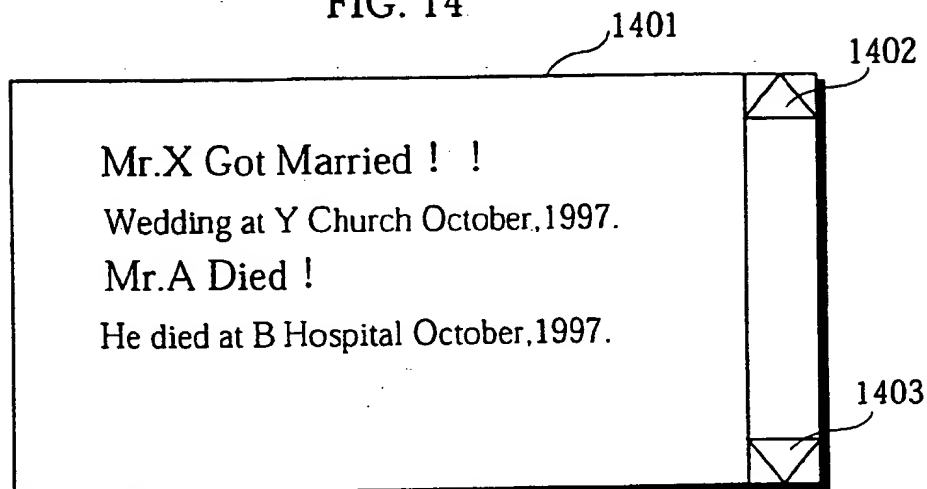 FIG. 14
1401
1402
Mr.X Got Married ! !
Wedding at Y Church October,1997.
Mr.A Died !
He died at B Hospital October,1997.
1403